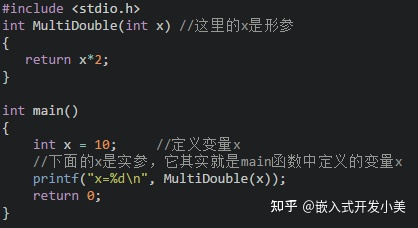 #include <stdio.h>
int MultiDouble(int x) //这里的x是形参
{
   return x*2;
}

int main()
{
    int x = 10;     //定义变量x
    //下面的x是实参，它其实就是main函数中定义的变量x
    printf("x=%d\n", MultiDouble(x));
    return 0;
}
知乎 @嵌入式开发小美